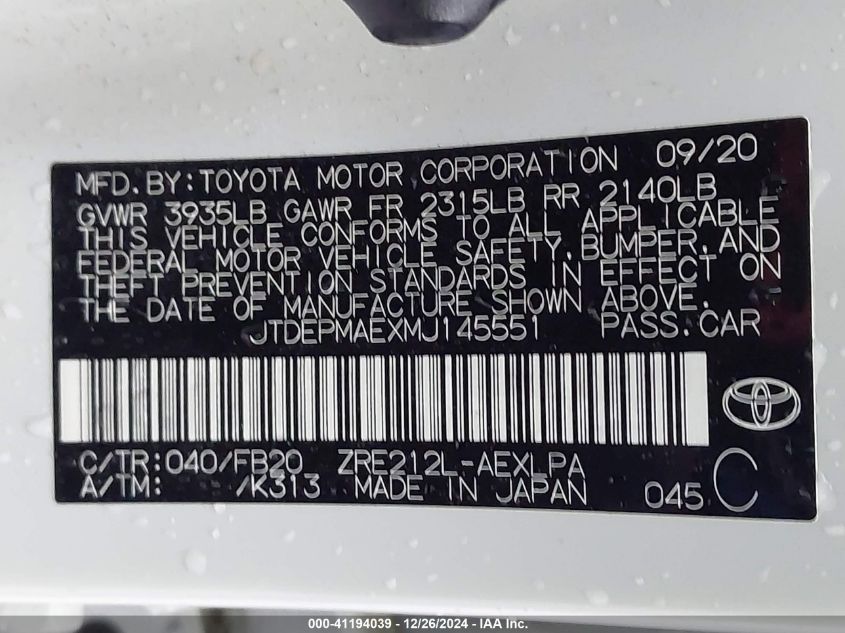 MFD.BY:TOYOTA MOTOR CORPORATION 09/20
GVWR 3935LB GAWR FR 2315LB RR 2140LB
THIS VEHICLE CONFORMS TO ALL APPLICABLE
FEDERAL MOTOR VEHICLE SAFETY,BUMPER,AND
THEFT PREVENTION STANDARDS IN EFFECT ON
THE DATE OF MANUFACTURE SHOWN ABOVE.
JTDEPMAEXMJ145551 PASS.CAR
C/TR:040/FB20 ZRE212L-AEXLPA
A/TM: /K313 MADE IN JAPAN 045 C
000-41194039 - 12/26/2024 - IAA Inc.